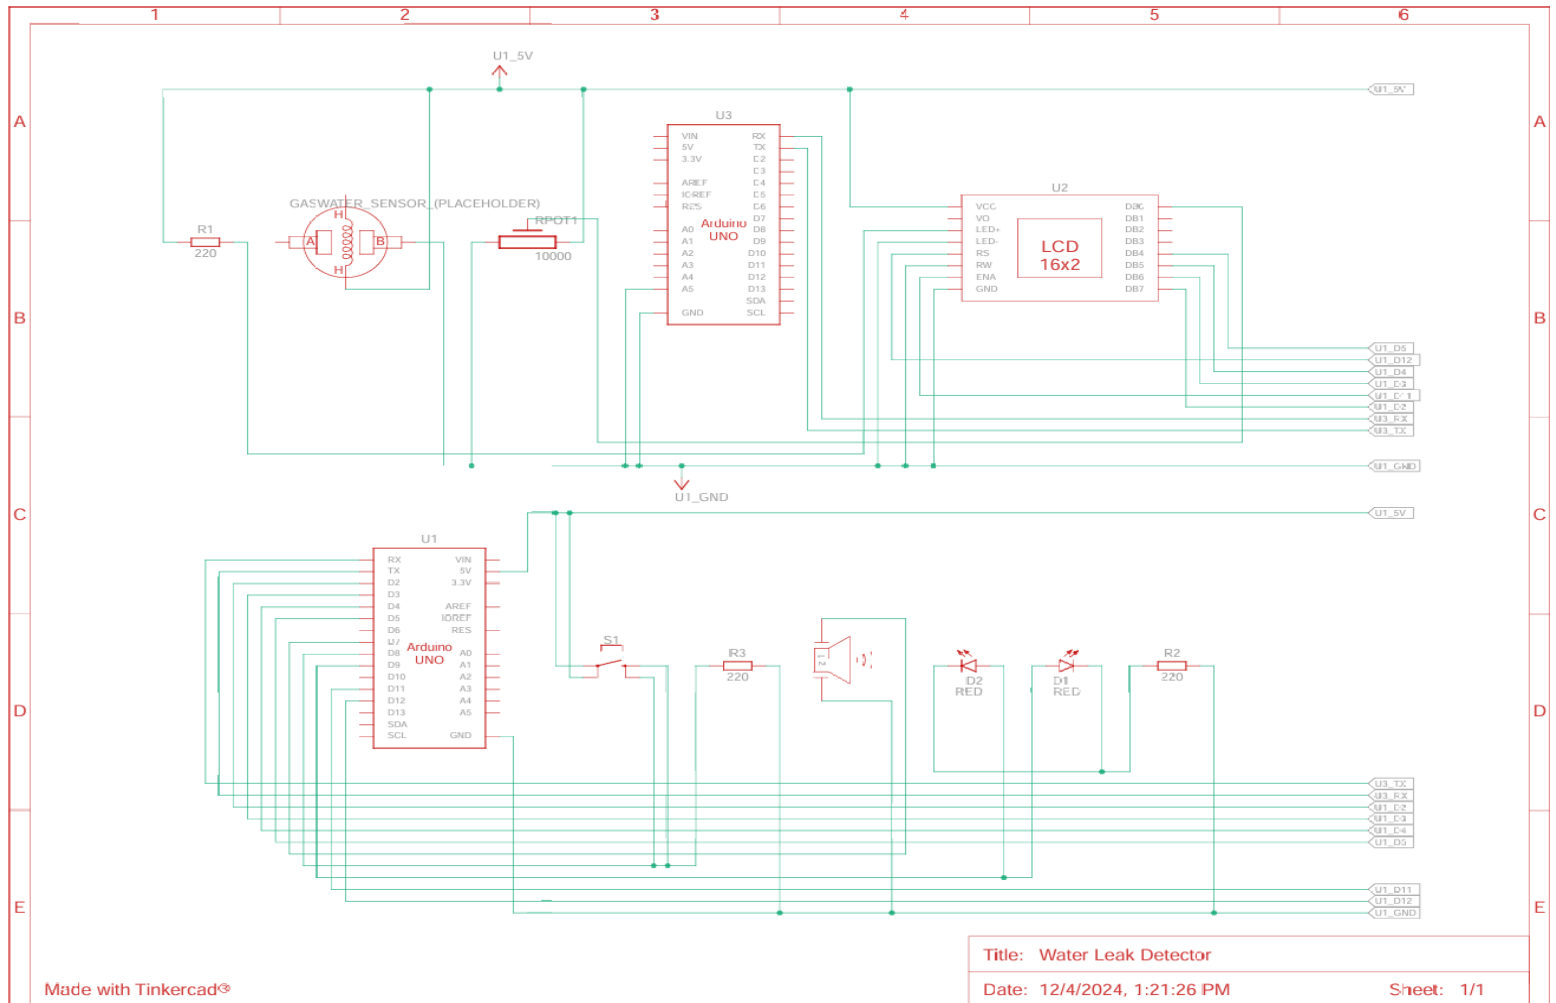 1 2 3 4 5 6
U1_5V
U1_5V
A A
U3
VIN RX
5V TX
3.3V D2
D3
AREF D4
IOREF D5
RES D6
D7
A0 D8
A1 D9
A2 D10
A3 D11
A4 D12
A5 D13
SDA
GND SCL
Arduino
UNO
U2
VCC
VO DB1
LED+ DB2
LED- DB3
RS DB4
RW DB5
ENA DB6
GND DB7
LCD
16x2
GASWATER_SENSOR_(PLACEHOLDER)
H
A B
H
R1
220
RPOT1
10000
B B
U1_D5
U1_D12
U1_D4
U1_D3
U1_D11
U1_D2
U3_RX
U3_TX
U1_GND
U1_GND
C C
U1_5V
U1
RX VIN
TX 5V
D2 3.3V
D3
D4 AREF
D5 IOREF
D6 RES
D7
D8 A0
D9 A1
D10 A2
D11 A3
D12 A4
D13 A5
SDA
SCL GND
Arduino
UNO
S1
R3
220
1 2
D2
RED
D1
RED
R2
220
D D
U3_TX
U3_RX
U1_D2
U1_D3
U1_D4
U1_D5
U1_D11
U1_D12
U1_GND
E E
Title: Water Leak Detector
Date: 12/4/2024, 1:21:26 PM Sheet: 1/1
Made with Tinkercad®